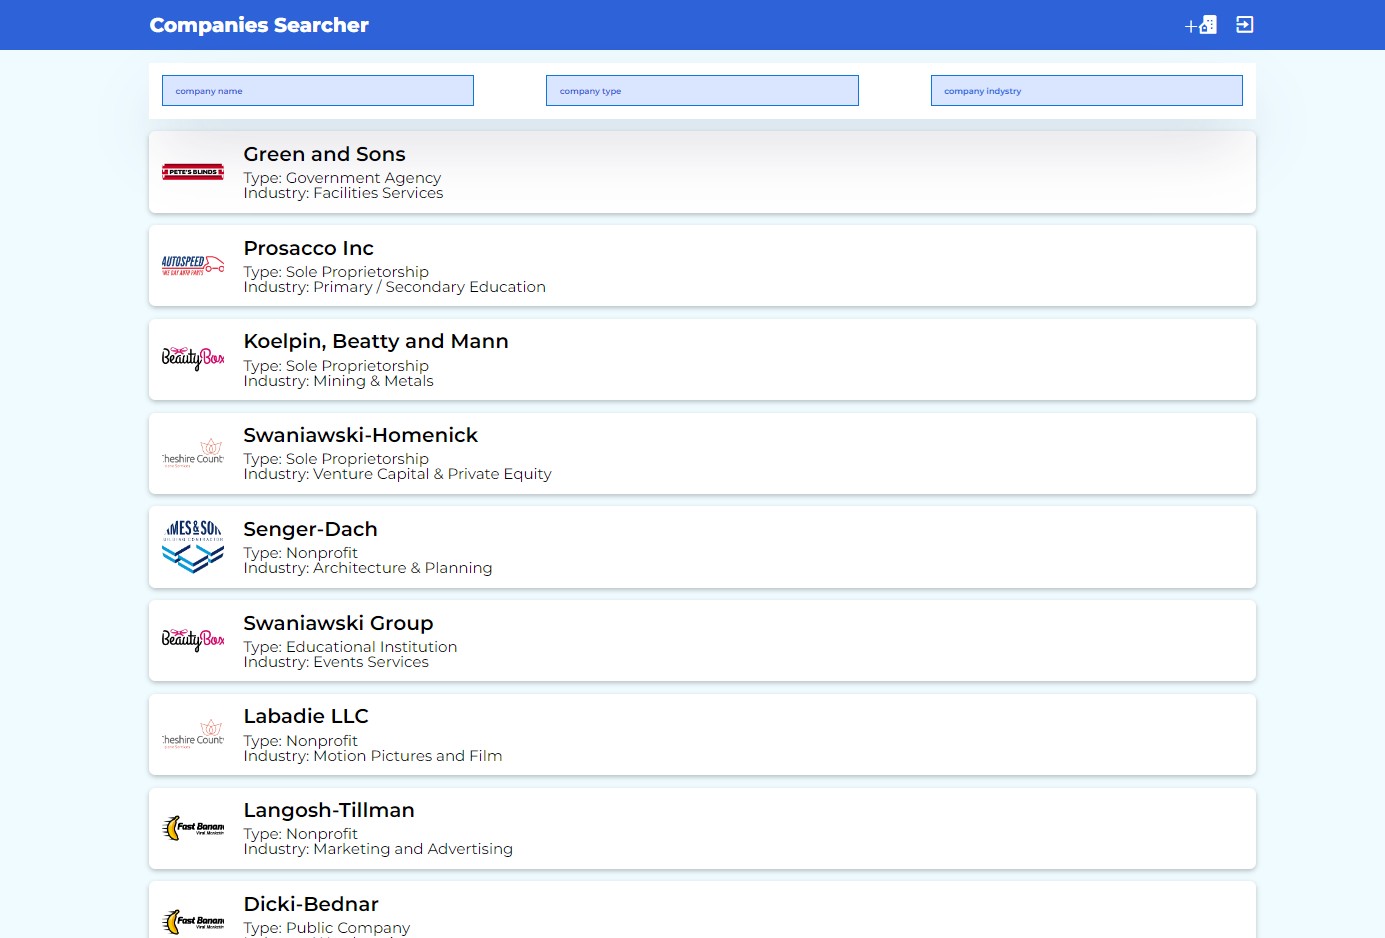 Companies Searcher
company name
company type
company indystry
PETE'S BLINDS
Green and Sons
Type: Government Agency
Industry: Facilities Services
AUTOSPEED
Prosacco Inc
Type: Sole Proprietorship
Industry: Primary / Secondary Education
BeautyBox
Koelpin, Beatty and Mann
Type: Sole Proprietorship
Industry: Mining & Metals
Cheshire County
Swaniawski-Homenick
Type: Sole Proprietorship
Industry: Venture Capital & Private Equity
AMES & SON
Senger-Dach
Type: Nonprofit
Industry: Architecture & Planning
BeautyBox
Swaniawski Group
Type: Educational Institution
Industry: Events Services
Cheshire County
Labadie LLC
Type: Nonprofit
Industry: Motion Pictures and Film
Fast Banana
Viral Marketing
Langosh-Tillman
Type: Nonprofit
Industry: Marketing and Advertising
Fast Banana
Viral Marketing
Dicki-Bednar
Type: Public Company